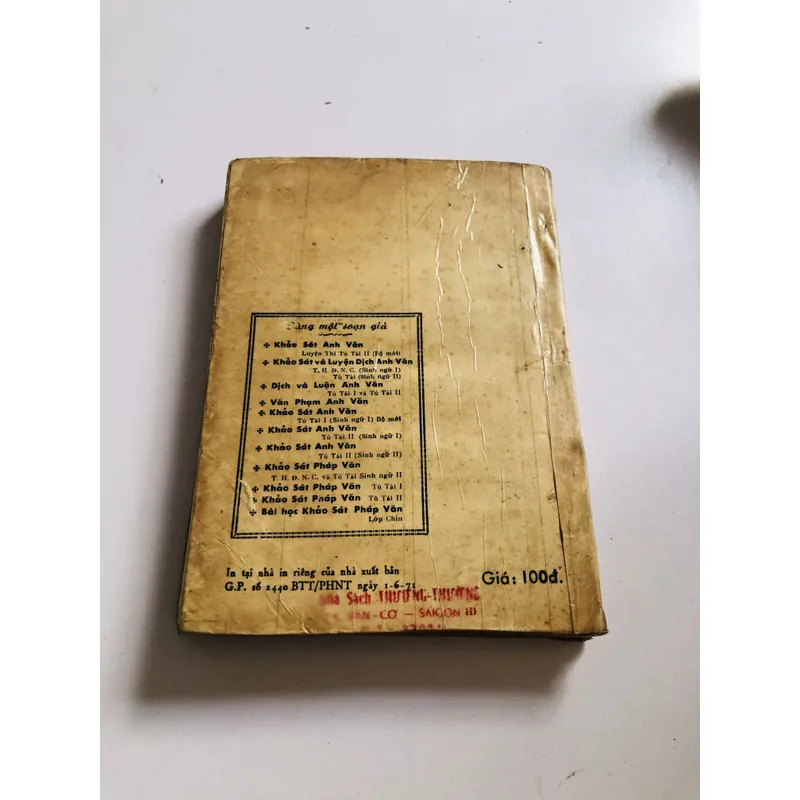 Cùng một soạn giả
Khảo Sát Anh Văn
Luyện Thi Tú Tài II (Bộ mới)
Khảo Sát và Luyện Dịch Anh Văn
T. H. Đ. N. C. (Sinh ngữ I)
Tú Tài (Sinh ngữ II)
Dịch và Luận Anh Văn
Tú Tài I và Tú Tài II
Văn Phạm Anh Văn
Khảo Sát Anh Văn
Tú Tài I (Sinh ngữ I) Bộ mới
Khảo Sát Anh Văn
Tú Tài II (Sinh ngữ I)
Khảo Sát Anh Văn
Tú Tài II (Sinh ngữ II)
Khảo Sát Pháp Văn
T. H. Đ. N. C. và Tú Tài Sinh ngữ II
Khảo Sát Pháp Văn Tú Tài I
Khảo Sát Pháp Văn Tú Tài II
Bài học Khảo Sát Pháp Văn
Lớp Chín
In tại nhà in riêng của nhà xuất bản
G.P. số 2440 BTT/PHNT ngày 1-6-71
Giá: 100đ.
Nhà Sách THƯƠNG-THƯƠNG
BAN-CỜ — SAIGON III